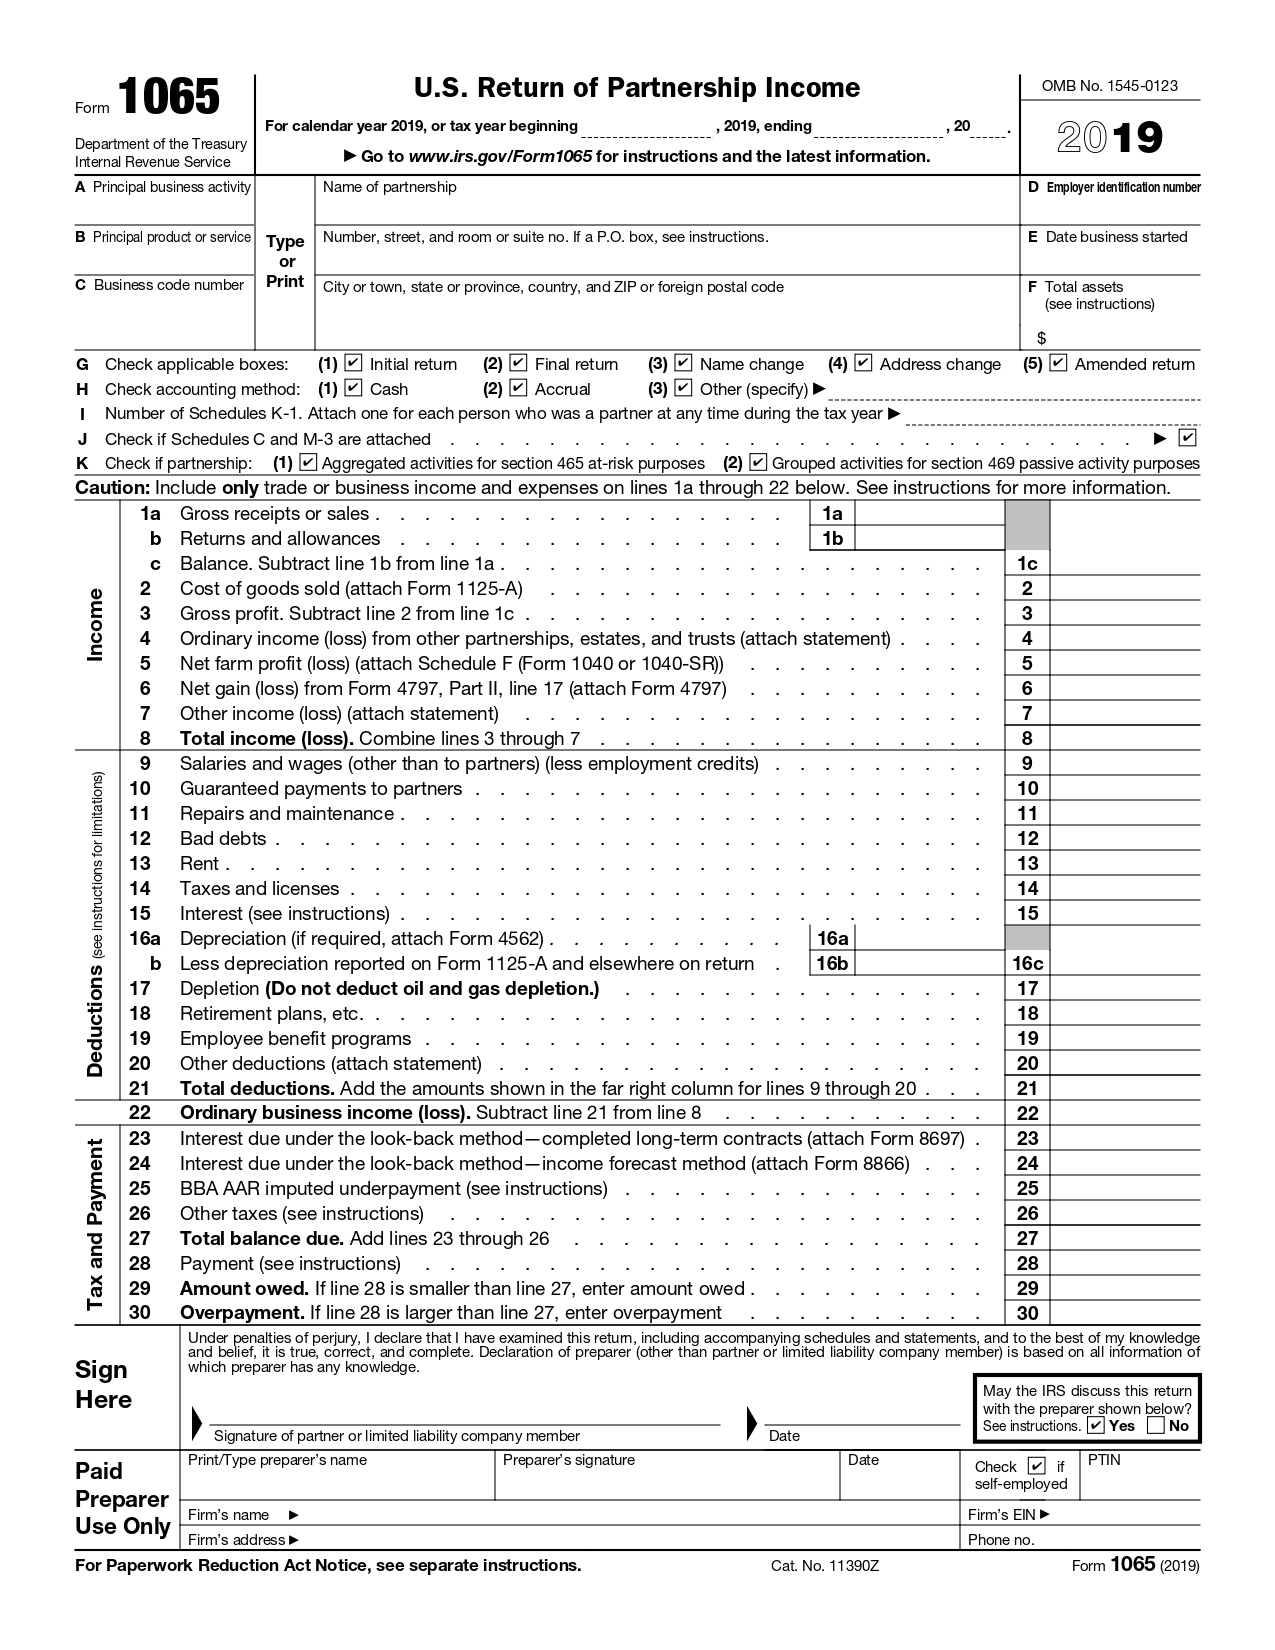 Form 1065
Department of the Treasury
Internal Revenue Service
U.S. Return of Partnership Income
For calendar year 2019, or tax year beginning , 2019, ending , 20 .
▶ Go to www.irs.gov/Form1065 for instructions and the latest information.
OMB No. 1545-0123
2019
A Principal business activity
B Principal product or service
C Business code number
Type
or
Print
Name of partnership
Number, street, and room or suite no. If a P.O. box, see instructions.
City or town, state or province, country, and ZIP or foreign postal code
D Employer identification number
E Date business started
F Total assets
(see instructions)
$
G Check applicable boxes: (1) ✔ Initial return (2) ✔ Final return (3) ✔ Name change (4) ✔ Address change (5) ✔ Amended return
H Check accounting method: (1) ✔ Cash (2) ✔ Accrual (3) ✔ Other (specify) ▶
I Number of Schedules K-1. Attach one for each person who was a partner at any time during the tax year ▶
J Check if Schedules C and M-3 are attached . . . . . . . . . . . . . . . . . . . . . . . . . . . . ▶ ✔
K Check if partnership: (1) ✔ Aggregated activities for section 465 at-risk purposes (2) ✔ Grouped activities for section 469 passive activity purposes
Caution: Include only trade or business income and expenses on lines 1a through 22 below. See instructions for more information.
Income
1a Gross receipts or sales . . . . . . . . . . . . . . . . . 1a
b Returns and allowances . . . . . . . . . . . . . . . . 1b
c Balance. Subtract line 1b from line 1a . . . . . . . . . . . . . . . . . . . . 1c
2 Cost of goods sold (attach Form 1125-A) . . . . . . . . . . . . . . . . . . 2
3 Gross profit. Subtract line 2 from line 1c . . . . . . . . . . . . . . . . . . . 3
4 Ordinary income (loss) from other partnerships, estates, and trusts (attach statement) . . . . 4
5 Net farm profit (loss) (attach Schedule F (Form 1040 or 1040-SR)) . . . . . . . . . . 5
6 Net gain (loss) from Form 4797, Part II, line 17 (attach Form 4797) . . . . . . . . . . 6
7 Other income (loss) (attach statement) . . . . . . . . . . . . . . . . . . . 7
8 Total income (loss). Combine lines 3 through 7 . . . . . . . . . . . . . . . . 8
Deductions (see instructions for limitations)
9 Salaries and wages (other than to partners) (less employment credits) . . . . . . . . . 9
10 Guaranteed payments to partners . . . . . . . . . . . . . . . . . . . . . 10
11 Repairs and maintenance . . . . . . . . . . . . . . . . . . . . . . . . 11
12 Bad debts . . . . . . . . . . . . . . . . . . . . . . . . . . . . . 12
13 Rent . . . . . . . . . . . . . . . . . . . . . . . . . . . . . . . 13
14 Taxes and licenses . . . . . . . . . . . . . . . . . . . . . . . . . . 14
15 Interest (see instructions) . . . . . . . . . . . . . . . . . . . . . . . . 15
16a Depreciation (if required, attach Form 4562) . . . . . . . . . . 16a
b Less depreciation reported on Form 1125-A and elsewhere on return . 16b 16c
17 Depletion (Do not deduct oil and gas depletion.) . . . . . . . . . . . . . . . 17
18 Retirement plans, etc. . . . . . . . . . . . . . . . . . . . . . . . . . 18
19 Employee benefit programs . . . . . . . . . . . . . . . . . . . . . . . 19
20 Other deductions (attach statement) . . . . . . . . . . . . . . . . . . . . 20
21 Total deductions. Add the amounts shown in the far right column for lines 9 through 20 . . . 21
22 Ordinary business income (loss). Subtract line 21 from line 8 . . . . . . . . . . . 22
Tax and Payment
23 Interest due under the look-back method—completed long-term contracts (attach Form 8697) . 23
24 Interest due under the look-back method—income forecast method (attach Form 8866) . . . 24
25 BBA AAR imputed underpayment (see instructions) . . . . . . . . . . . . . . . 25
26 Other taxes (see instructions) . . . . . . . . . . . . . . . . . . . . . . 26
27 Total balance due. Add lines 23 through 26 . . . . . . . . . . . . . . . . . 27
28 Payment (see instructions) . . . . . . . . . . . . . . . . . . . . . . . 28
29 Amount owed. If line 28 is smaller than line 27, enter amount owed . . . . . . . . . . 29
30 Overpayment. If line 28 is larger than line 27, enter overpayment . . . . . . . . . . 30
Sign
Here
Under penalties of perjury, I declare that I have examined this return, including accompanying schedules and statements, and to the best of my knowledge
and belief, it is true, correct, and complete. Declaration of preparer (other than partner or limited liability company member) is based on all information of
which preparer has any knowledge.
Signature of partner or limited liability company member
Date
May the IRS discuss this return
with the preparer shown below?
See instructions. ✔ Yes No
Paid
Preparer
Use Only
Print/Type preparer's name
Preparer's signature
Date
Check ✔ if
self-employed
PTIN
Firm's name ▶
Firm's EIN ▶
Firm's address ▶
Phone no.
For Paperwork Reduction Act Notice, see separate instructions.
Cat. No. 11390Z
Form 1065 (2019)